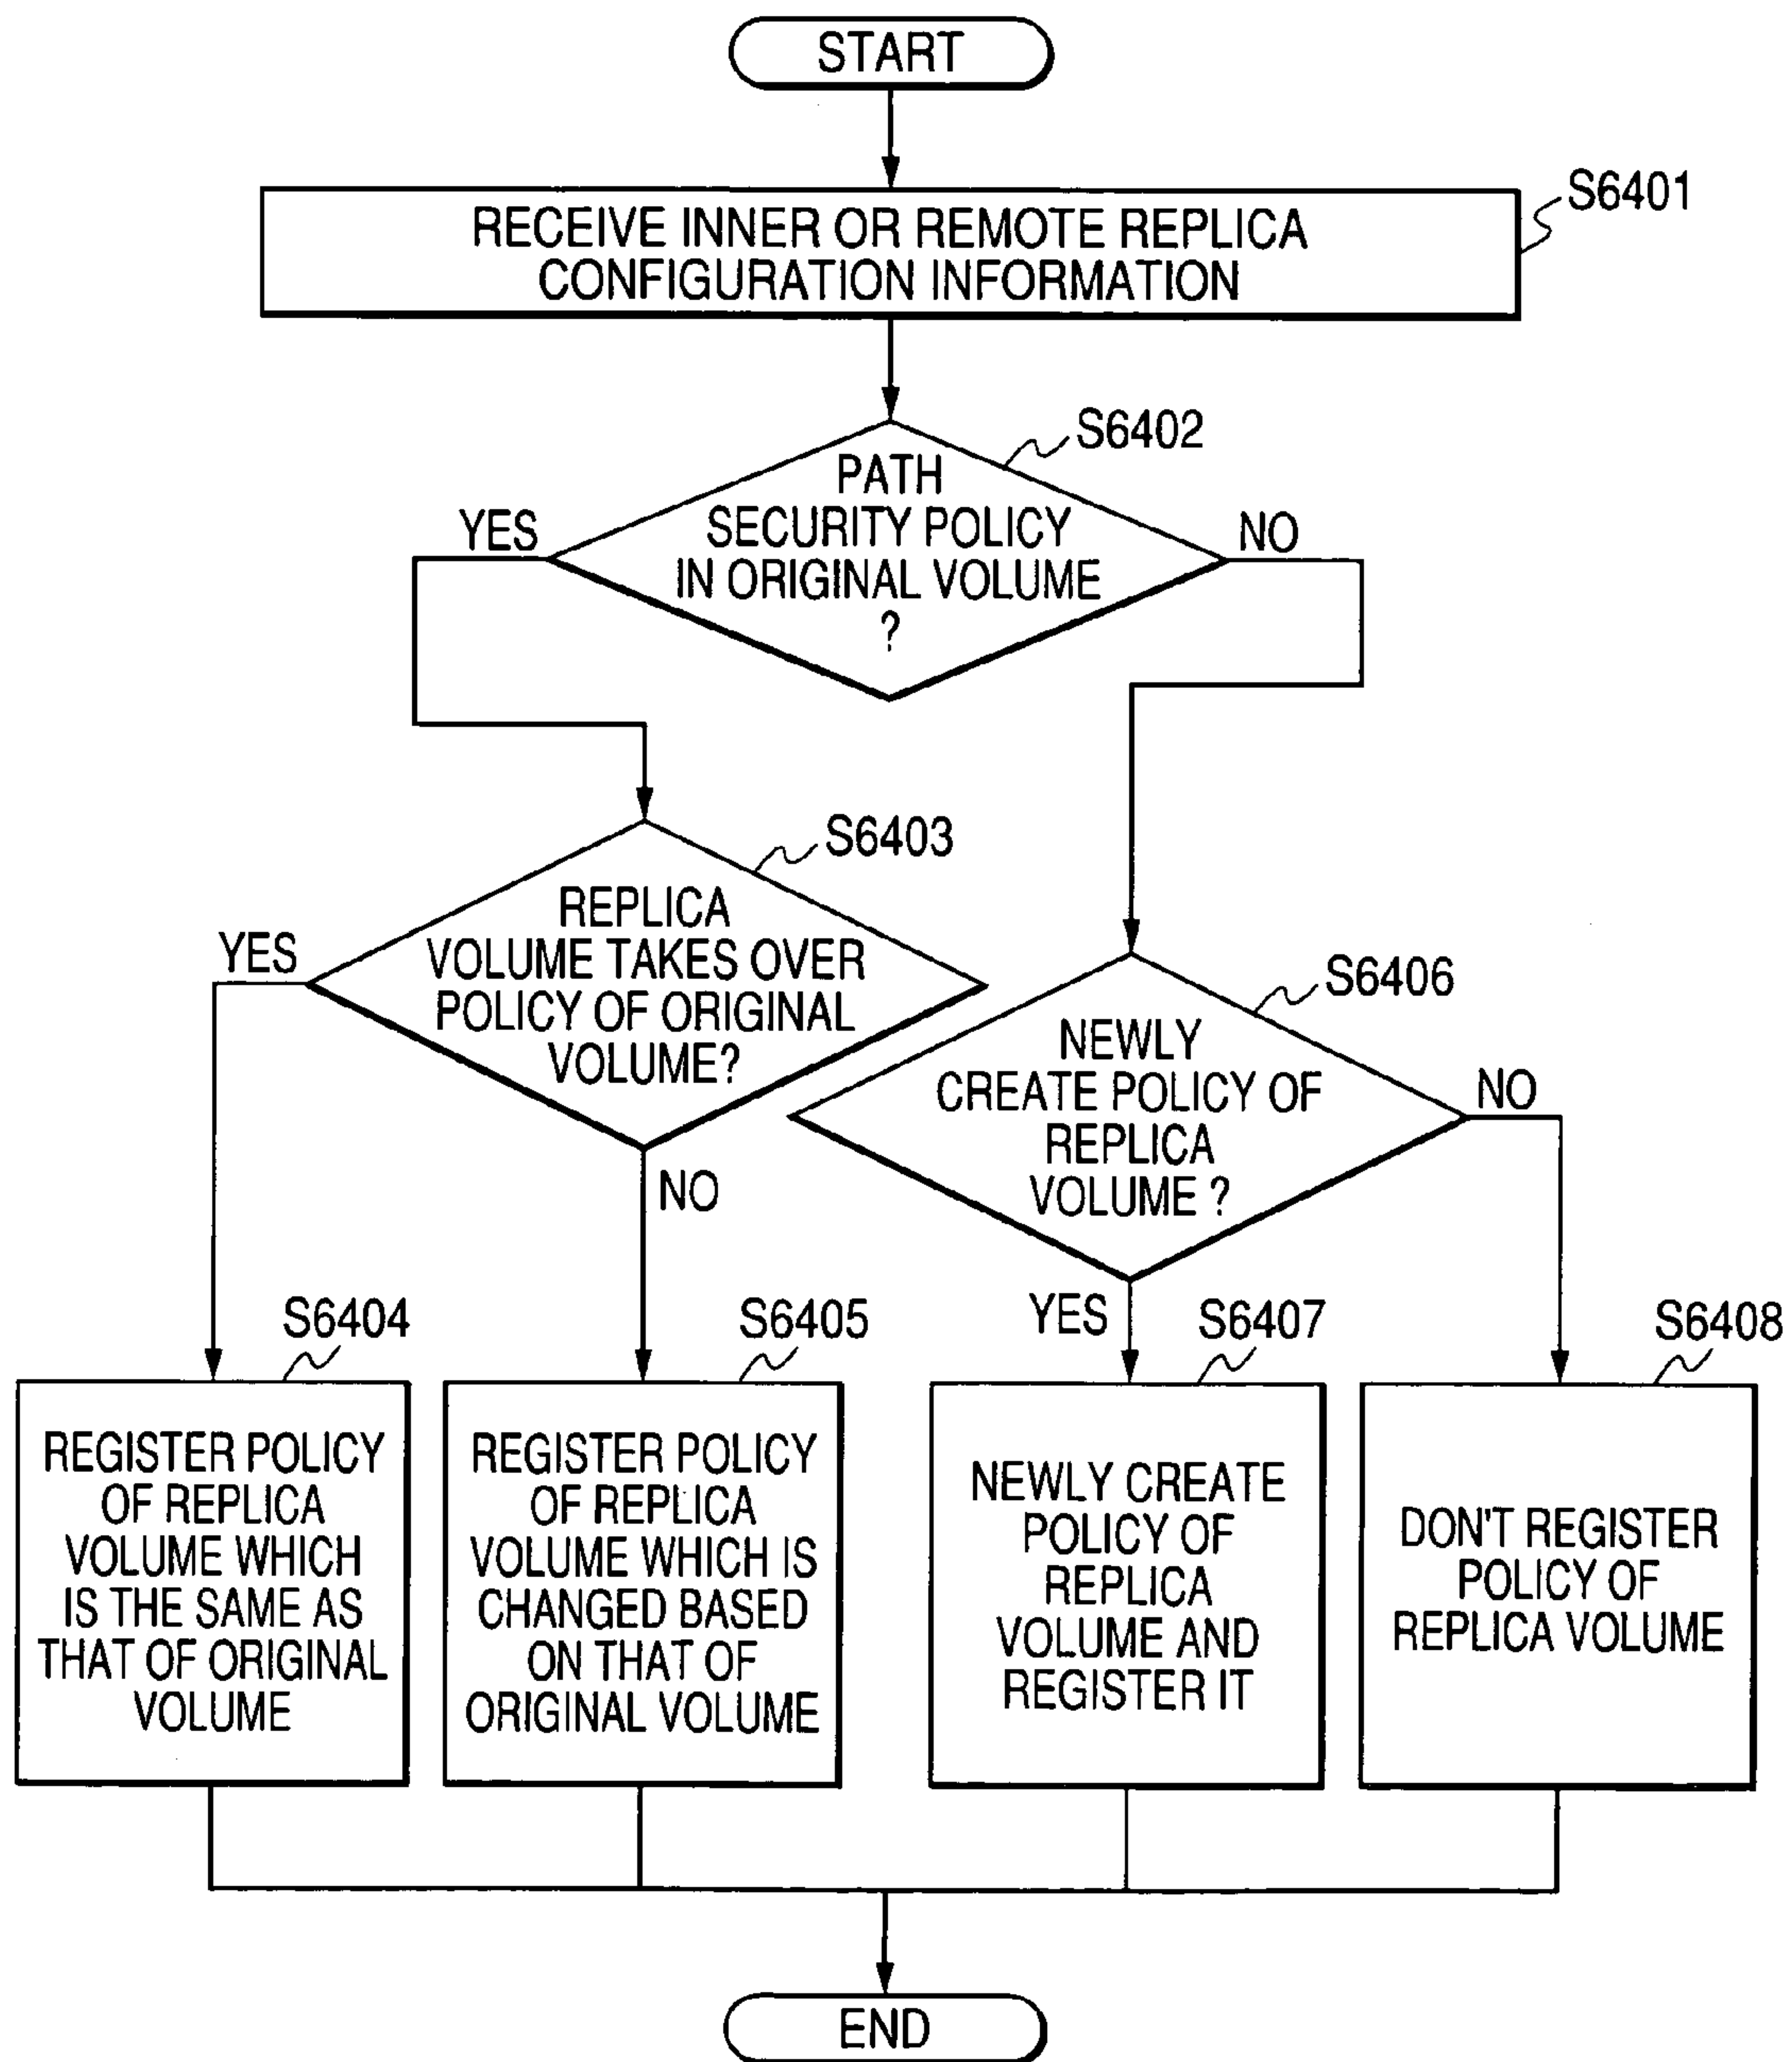 START
S6401
RECEIVE INNER OR REMOTE REPLICA
CONFIGURATION INFORMATION
S6402
PATH
SECURITY POLICY
IN ORIGINAL VOLUME
?
YES
NO
S6403
REPLICA
VOLUME TAKES OVER
POLICY OF ORIGINAL
VOLUME?
YES
NO
S6406
NEWLY
CREATE POLICY OF
REPLICA
VOLUME ?
NO
YES
S6404
REGISTER POLICY
OF REPLICA
VOLUME WHICH
IS THE SAME AS
THAT OF ORIGINAL
VOLUME
S6405
REGISTER POLICY
OF REPLICA
VOLUME WHICH IS
CHANGED BASED
ON THAT OF
ORIGINAL VOLUME
S6407
NEWLY CREATE
POLICY OF
REPLICA
VOLUME AND
REGISTER IT
S6408
DON'T REGISTER
POLICY OF
REPLICA VOLUME
END